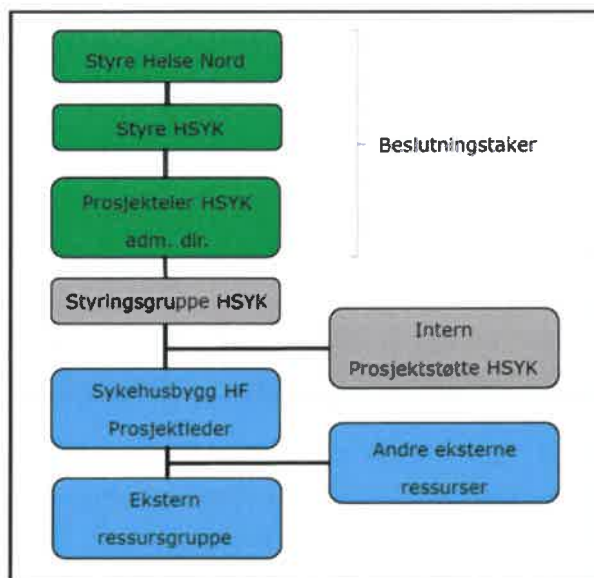 Styre Helse Nord
Styre HSYK
Beslutningstaker
Prosjekteier HSYK
adm. dir.
Styringsgruppe HSYK
Intern
Prosjektstøtte HSYK
Sykehusbygg HF
Prosjektleder
Andre eksterne
ressurser
Ekstern
ressursgruppe